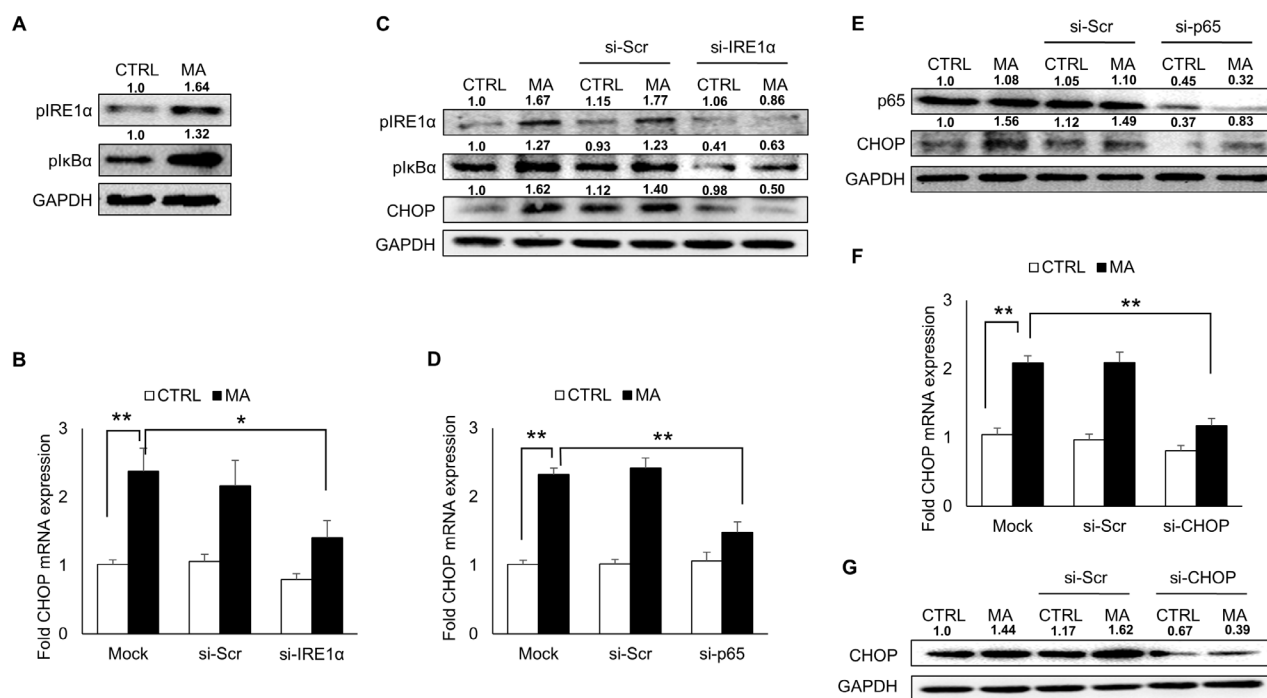 A
CTRL MA
1.0 1.64
pIRE1α
1.0 1.32
pIκBα
GAPDH
B
CTRL MA
Fold CHOP mRNA expression
3
2
1
0
** *
Mock si-Scr si-IRE1α
C
si-Scr si-IRE1α
CTRL MA CTRL MA CTRL MA
1.0 1.67 1.15 1.77 1.06 0.86
pIRE1α
1.0 1.27 0.93 1.23 0.41 0.63
pIκBα
1.0 1.62 1.12 1.40 0.98 0.50
CHOP
GAPDH
D
CTRL MA
Fold CHOP mRNA expression
3
2
1
0
** **
Mock si-Scr si-p65
E
si-Scr si-p65
CTRL MA CTRL MA CTRL MA
1.0 1.08 1.05 1.10 0.45 0.32
p65
1.0 1.56 1.12 1.49 0.37 0.83
CHOP
GAPDH
F
CTRL MA
Fold CHOP mRNA expression
3
2
1
0
** **
Mock si-Scr si-CHOP
G
si-Scr si-CHOP
CTRL MA CTRL MA CTRL MA
1.0 1.44 1.17 1.62 0.67 0.39
CHOP
GAPDH